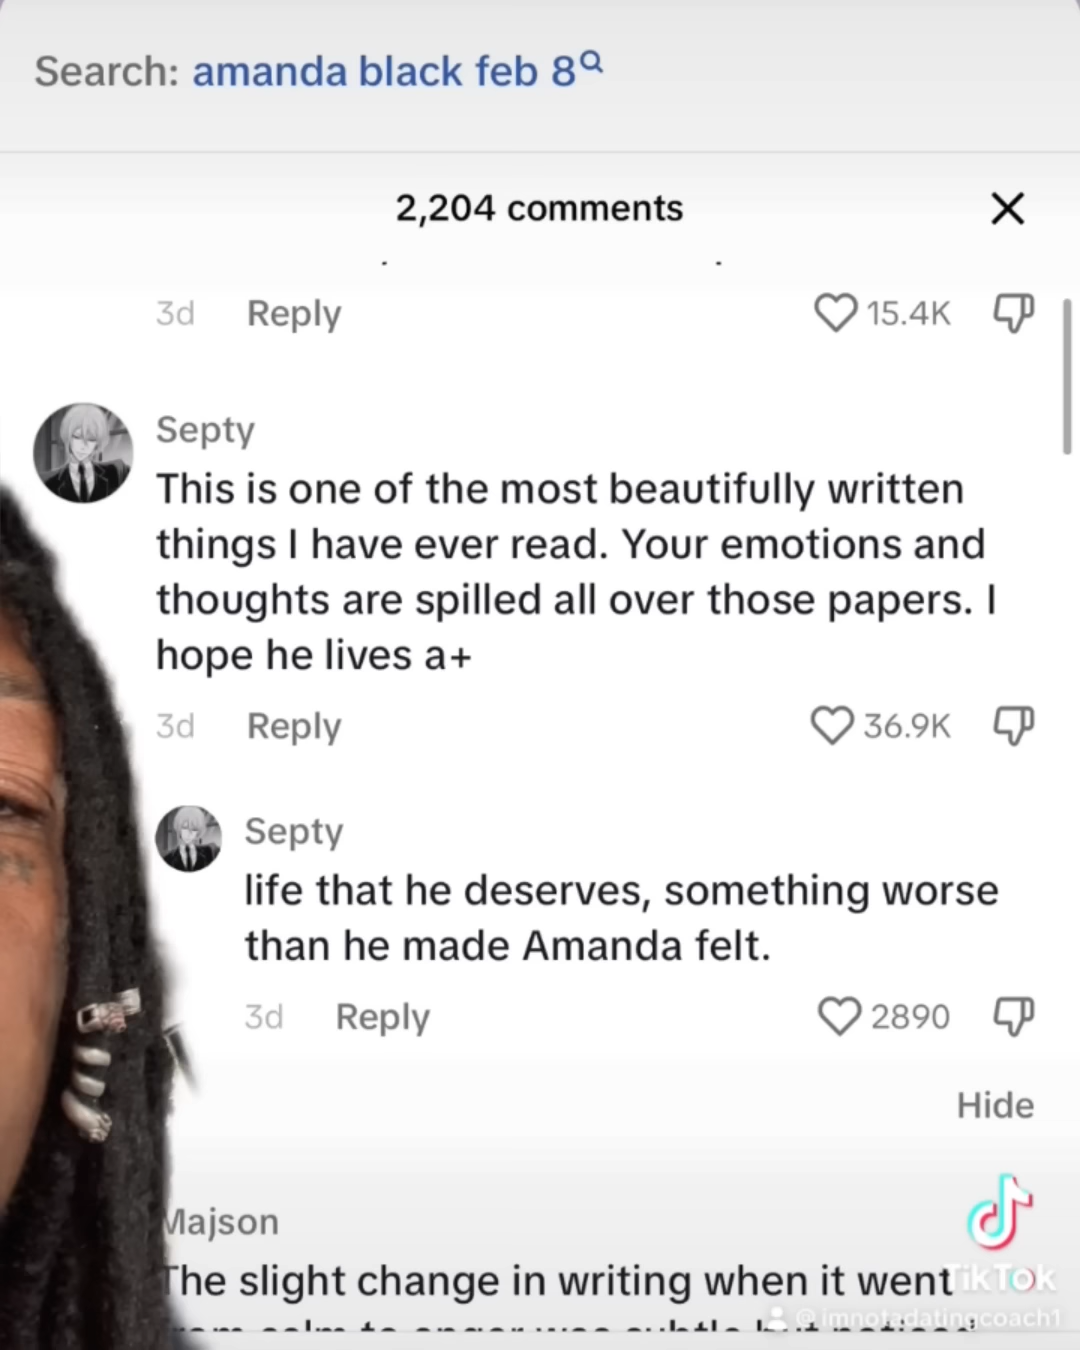 Search: amanda black feb 8
2,204 comments
3d Reply 15.4K
Septy
This is one of the most beautifully written
things I have ever read. Your emotions and
thoughts are spilled all over those papers. I
hope he lives a+
3d Reply 36.9K
Septy
life that he deserves, something worse
than he made Amanda felt.
3d Reply 2890
Hide
Majson
The slight change in writing when it went
TikTok
@imnotadatingcoach1